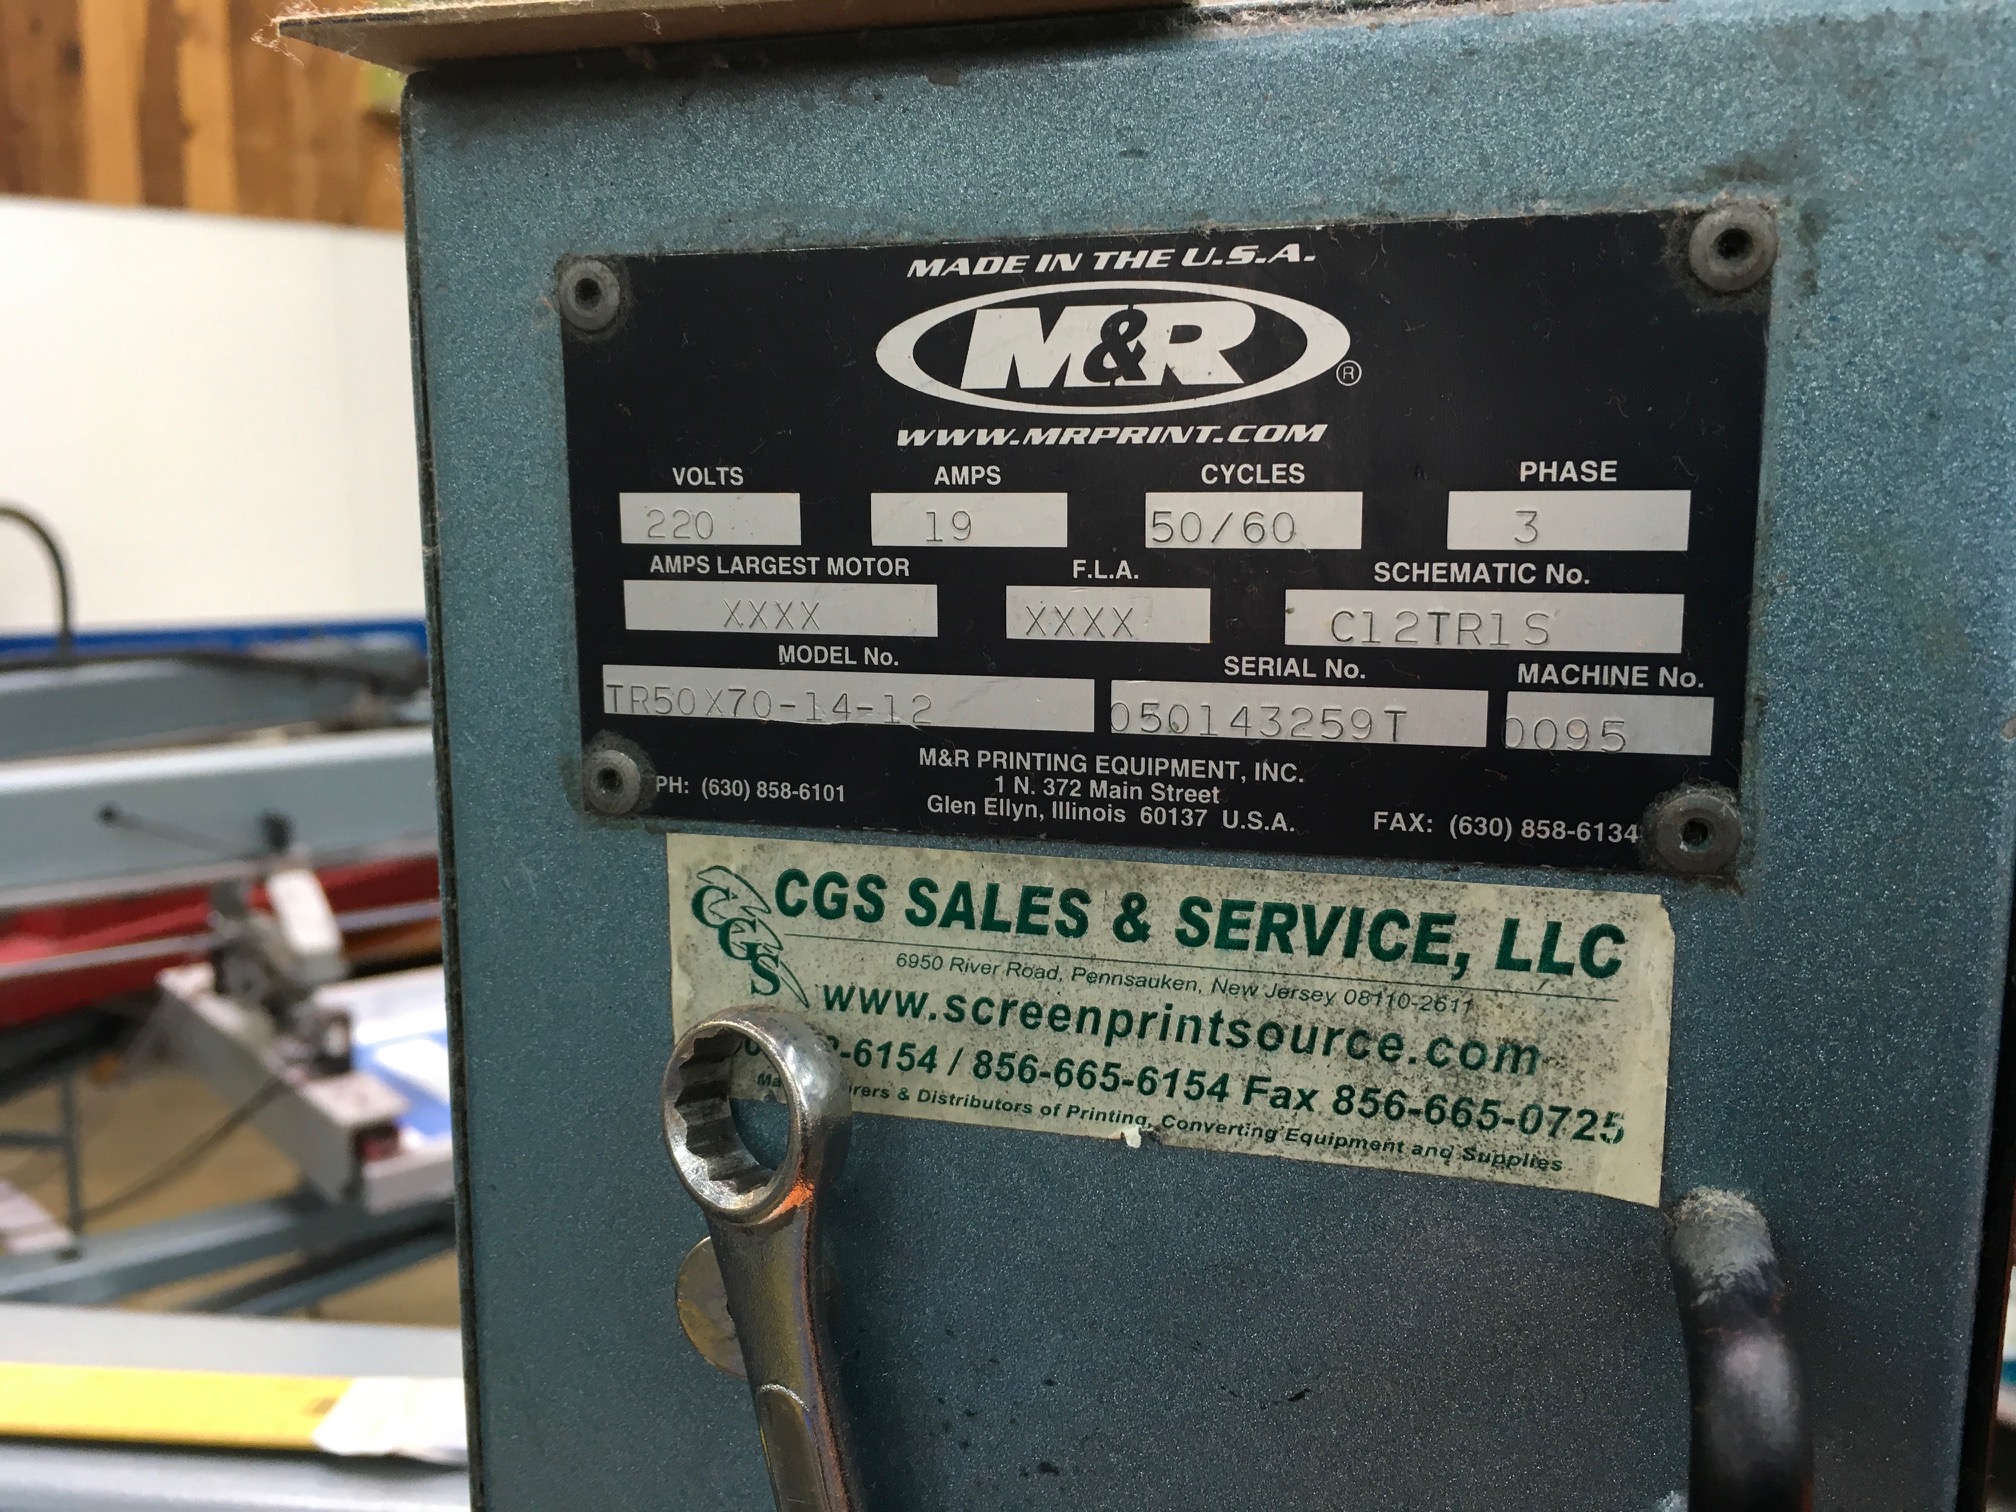 MADE IN THE U.S.A.
M&R ®
WWW.MRPRINT.COM
VOLTS AMPS CYCLES PHASE
220 19 50/60 3
AMPS LARGEST MOTOR F.L.A. SCHEMATIC No.
XXXX XXXX C12TR1S
MODEL No. SERIAL No. MACHINE No.
TR50X70-14-12 050143259T 0095
M&R PRINTING EQUIPMENT, INC.
1 N. 372 Main Street
PH: (630) 858-6101 Glen Ellyn, Illinois 60137 U.S.A. FAX: (630) 858-6134
CGS CGS SALES & SERVICE, LLC
6950 River Road, Pennsauken, New Jersey 08110-2611
www.screenprintsource.com
-6154 / 856-665-6154 Fax 856-665-0725
& Distributors of Printing, Converting Equipment and Supplies